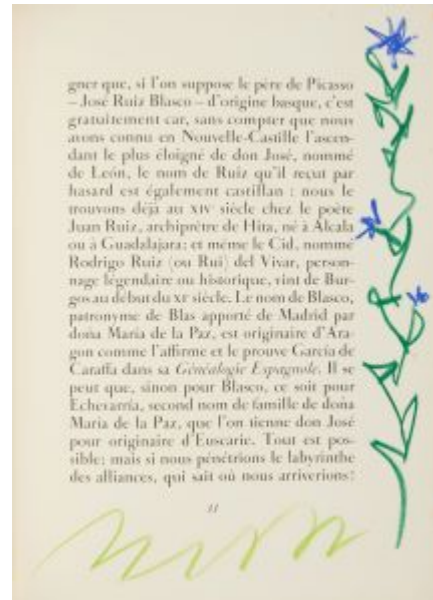 gner que, si l'on suppose le père de Picasso
– José Ruiz Blasco – d'origine basque, c'est
gratuitement car, sans compter que nous
avons connu en Nouvelle-Castille l'ascen-
dant le plus éloigné de don José, nommé
de León, le nom de Ruiz qu'il reçut par
hasard est également castillan : nous le
trouvons déjà au XIVᵉ siècle chez le poète
Juan Ruiz, archiprêtre de Hita, né à Alcala
ou à Guadalajara; et même le Cid, nommé
Rodrigo Ruiz (ou Rui) del Vivar, person-
nage légendaire ou historique, vint de Bur-
gos au début du XIᵉ siècle. Le nom de Blasco,
patronyme de Blas apporté de Madrid par
doña Maria de la Paz, est originaire d'Ara-
gon comme l'affirme et le prouve García de
Caraffa dans sa Généalogie Espagnole. Il se
peut que, sinon pour Blasco, ce soit pour
Echevarría, second nom de famille de doña
Maria de la Paz, que l'on tienne don José
pour originaire d'Euscarie. Tout est pos-
sible; mais si nous pénétrions le labyrinthe
des alliances, qui sait où nous arriverions!